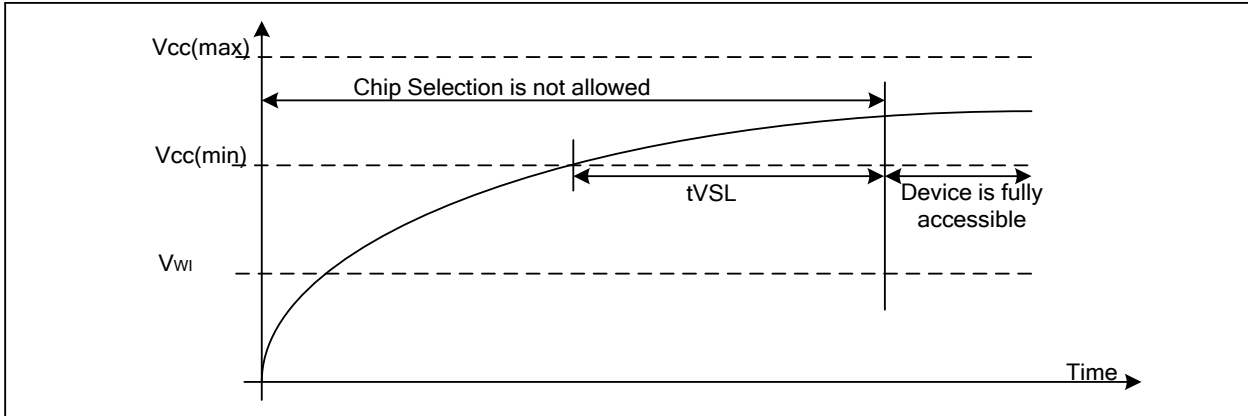 Vcc(max)
Chip Selection is not allowed
Vcc(min)
tVSL
Device is fully
accessible
VWI
Time